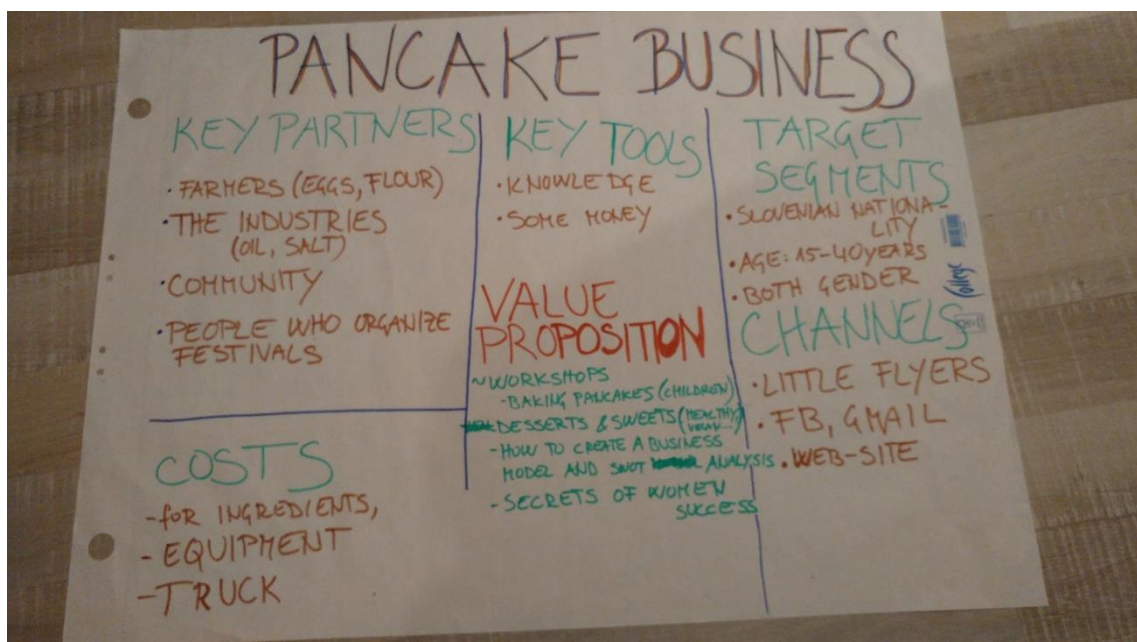 PANCAKE BUSINESS
KEY PARTNERS
• FARMERS (EGGS, FLOUR)
• THE INDUSTRIES
(OIL, SALT)
• COMMUNITY
• PEOPLE WHO ORGANIZE
FESTIVALS
COSTS
- for INGREDIENTS,
- EQUIPMENT
- TRUCK
KEY TOOLS
• KNOWLEDGE
• SOME MONEY
VALUE
PROPOSITION
~ WORKSHOPS
- BAKING PANCAKES (CHILDREN)
DESSERTS & SWEETS (HEALTHY,
VEGAN...)
- HOW TO CREATE A BUSINESS
MODEL AND SWOT ANALYSIS
- SECRETS OF WOMEN
SUCCESS
TARGET
SEGMENTS
• SLOVENIAN NATIONA-
LITY
• AGE: 15-40 YEARS
• BOTH GENDER
CHANNELS
• LITTLE FLYERS
• FB, GMAIL
• WEB-SITE
College